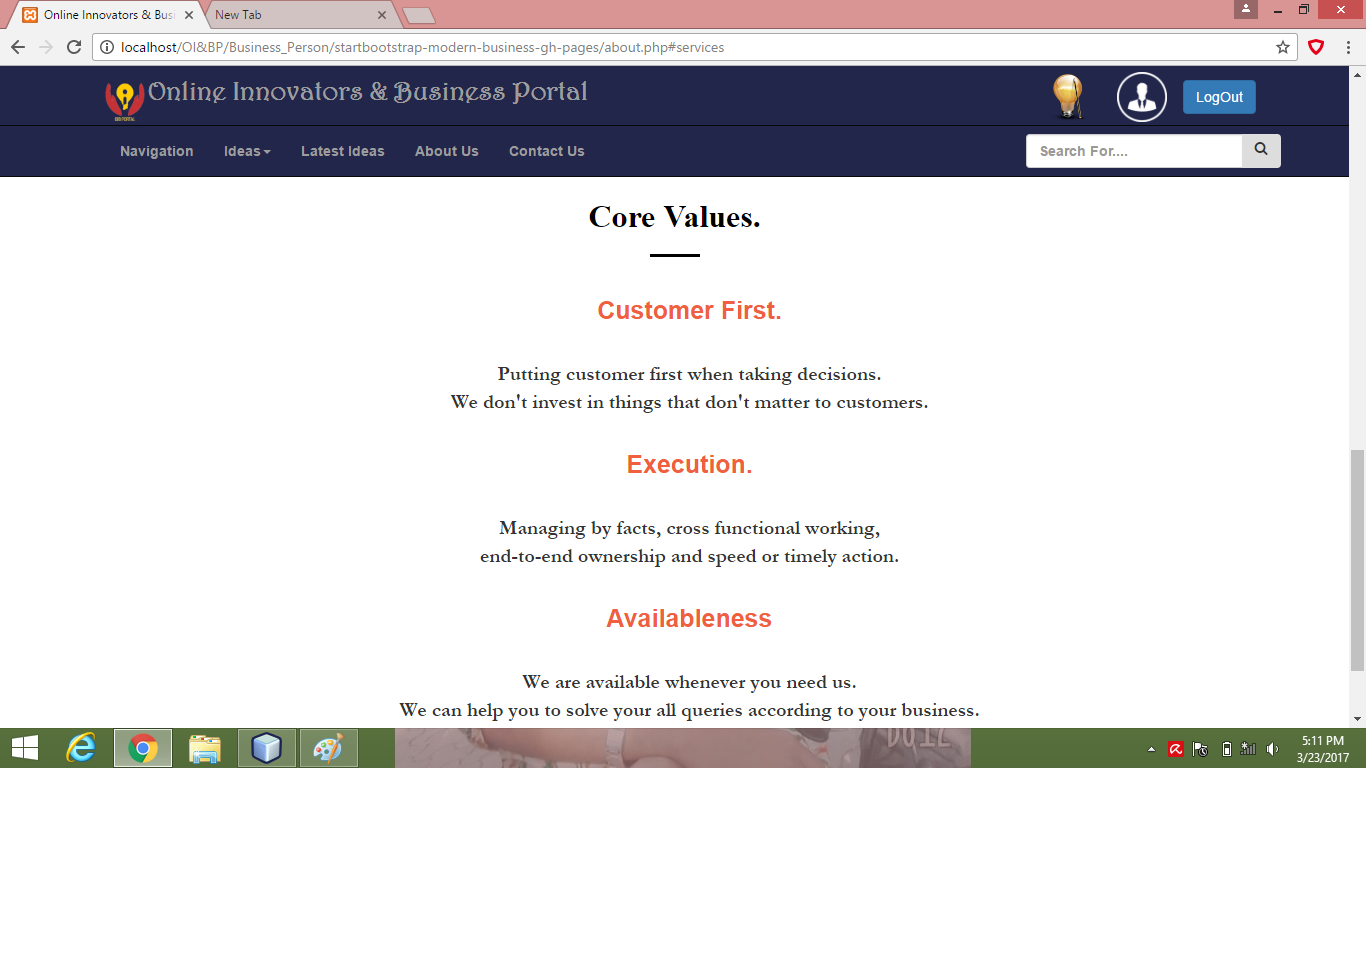 Online Innovators & Busi
New Tab
localhost/OI&BP/Business_Person/startbootstrap-modern-business-gh-pages/about.php#services
Online Innovators & Business Portal
LogOut
Navigation
Ideas
Latest Ideas
About Us
Contact Us
Search For....
Core Values.
Customer First.
Putting customer first when taking decisions.
We don't invest in things that don't matter to customers.
Execution.
Managing by facts, cross functional working,
end-to-end ownership and speed or timely action.
Availableness
We are available whenever you need us.
We can help you to solve your all queries according to your business.
5:11 PM
3/23/2017